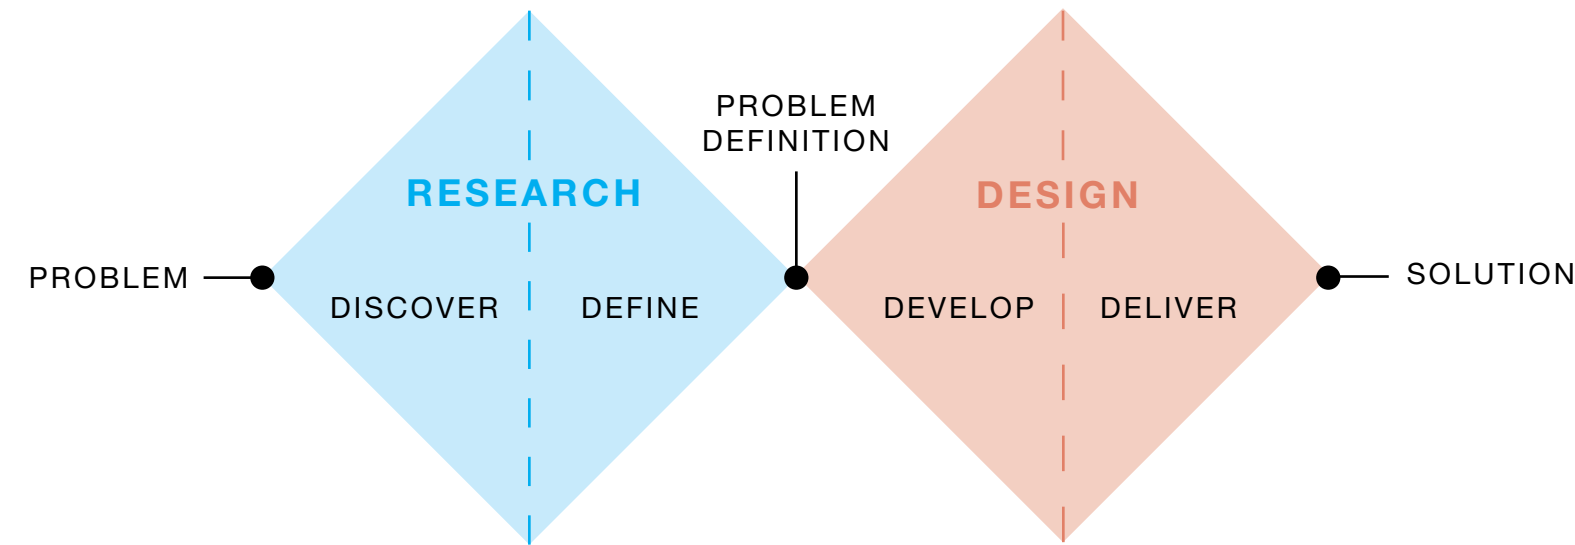 PROBLEM
RESEARCH
DISCOVER
DEFINE
PROBLEM
DEFINITION
DESIGN
DEVELOP
DELIVER
SOLUTION